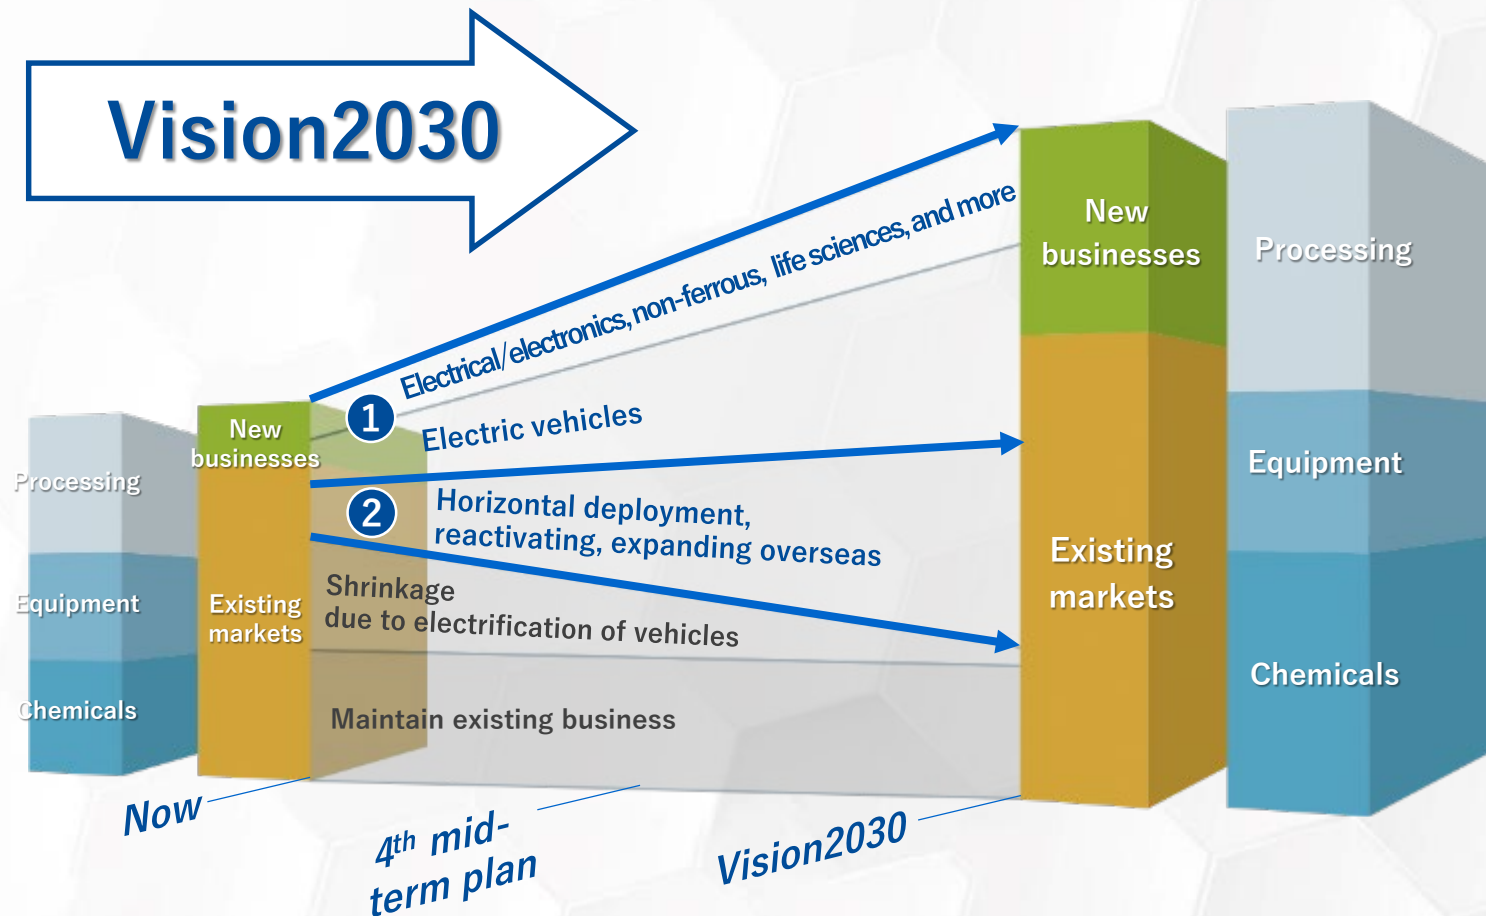 Vision2030
New
businesses
Processing
Equipment
Chemicals
Existing
markets
1
Electrical/electronics, non-ferrous, life sciences, and more
Electric vehicles
2
Horizontal deployment,
reactivating, expanding overseas
Shrinkage
due to electrification of vehicles
Maintain existing business
New
businesses
Existing
markets
Processing
Equipment
Chemicals
Now
4th mid-
term plan
Vision2030